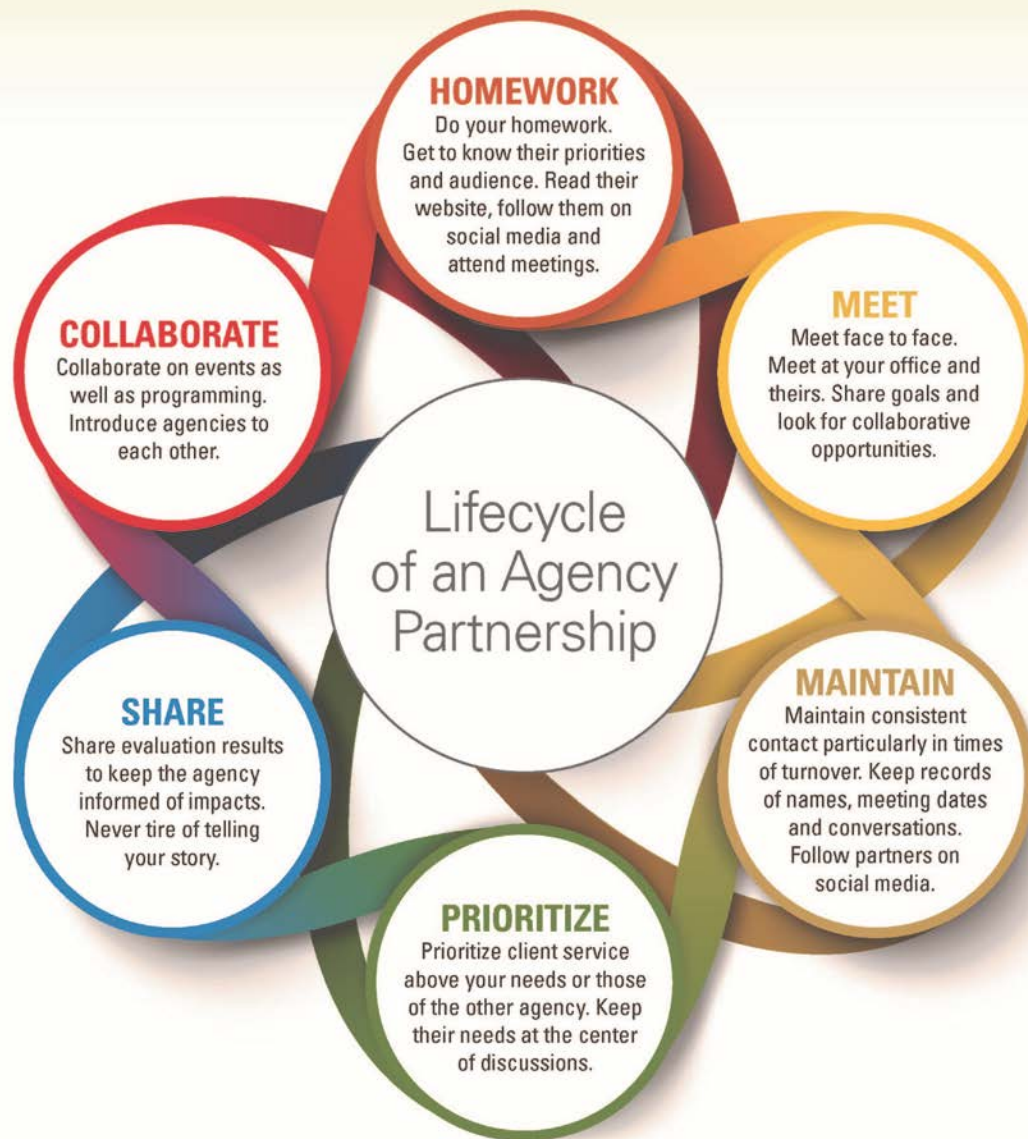 HOMEWORK
Do your homework.
Get to know their priorities
and audience. Read their
website, follow them on
social media and
attend meetings.
MEET
Meet face to face.
Meet at your office and
theirs. Share goals and
look for collaborative
opportunities.
MAINTAIN
Maintain consistent
contact particularly in times
of turnover. Keep records
of names, meeting dates
and conversations.
Follow partners on
social media.
PRIORITIZE
Prioritize client service
above your needs or those
of the other agency. Keep
their needs at the center
of discussions.
SHARE
Share evaluation results
to keep the agency
informed of impacts.
Never tire of telling
your story.
COLLABORATE
Collaborate on events as
well as programming.
Introduce agencies to
each other.
Lifecycle
of an Agency
Partnership